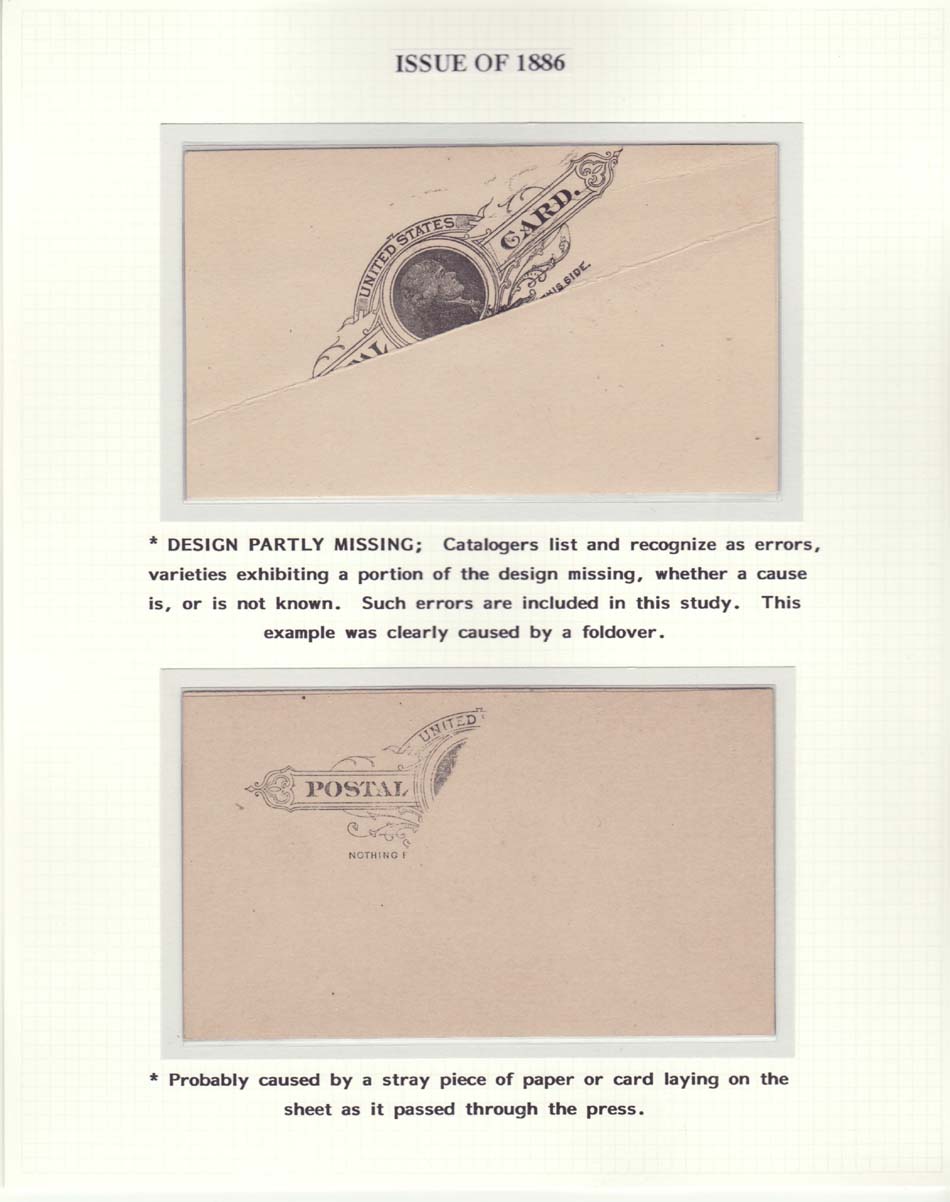 ISSUE OF 1886
UNITED STATES
CARD.
THIS SIDE.
AL
* DESIGN PARTLY MISSING; Catalogers list and recognize as errors,
varieties exhibiting a portion of the design missing, whether a cause
is, or is not known. Such errors are included in this study. This
example was clearly caused by a foldover.
UNITED
POSTAL
NOTHING
* Probably caused by a stray piece of paper or card laying on the
sheet as it passed through the press.